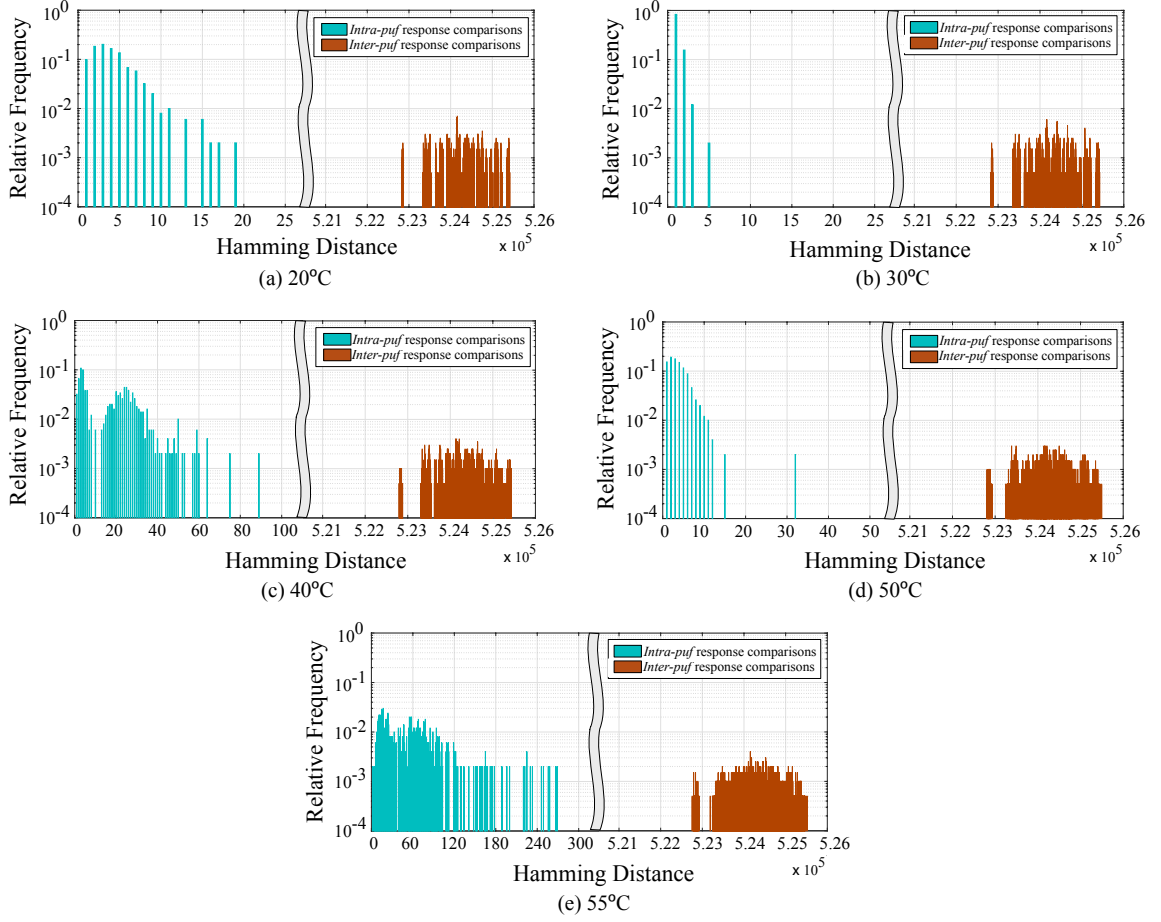 Intra-puf response comparisons
Inter-puf response comparisons
Relative Frequency
10^0
10^-1
10^-2
10^-3
10^-4
0 5 10 15 20 25 5.21 5.22 5.23 5.24 5.25 5.26
Hamming Distance
× 10^5
(a) 20ºC
Intra-puf response comparisons
Inter-puf response comparisons
Relative Frequency
10^0
10^-1
10^-2
10^-3
10^-4
0 5 10 15 20 25 5.21 5.22 5.23 5.24 5.25 5.26
Hamming Distance
× 10^5
(b) 30ºC
Intra-puf response comparisons
Inter-puf response comparisons
Relative Frequency
10^0
10^-1
10^-2
10^-3
10^-4
0 20 40 60 80 100 5.21 5.22 5.23 5.24 5.25 5.26
Hamming Distance
× 10^5
(c) 40ºC
Intra-puf response comparisons
Inter-puf response comparisons
Relative Frequency
10^0
10^-1
10^-2
10^-3
10^-4
0 10 20 30 40 50 5.21 5.22 5.23 5.24 5.25 5.26
Hamming Distance
× 10^5
(d) 50ºC
Intra-puf response comparisons
Inter-puf response comparisons
Relative Frequency
10^0
10^-1
10^-2
10^-3
10^-4
0 60 120 180 240 300 5.21 5.22 5.23 5.24 5.25 5.26
Hamming Distance
× 10^5
(e) 55ºC